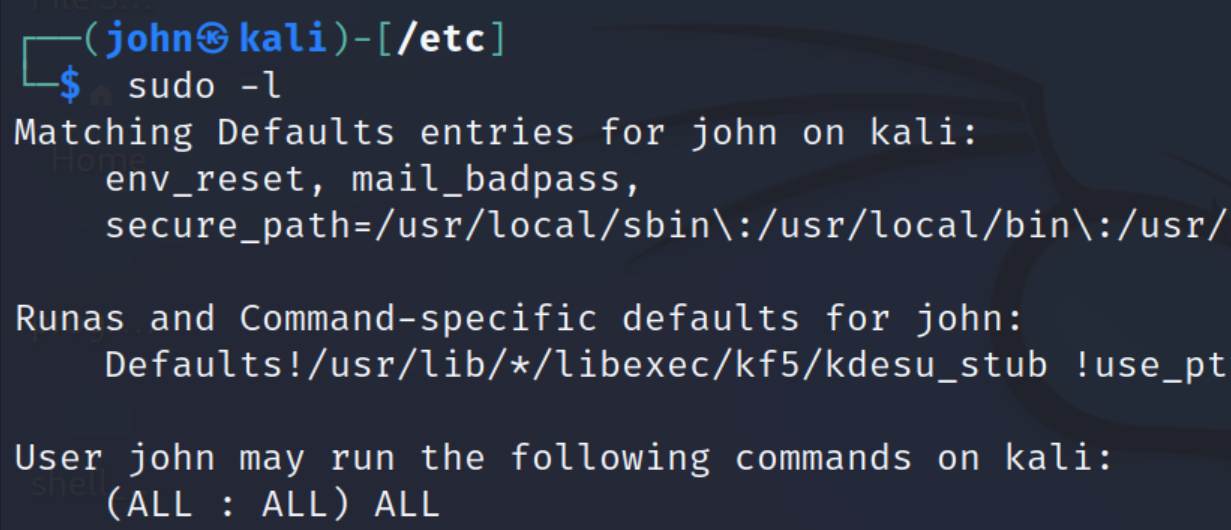 ┌──(john㉿kali)-[/etc]
└─$ sudo -l
Matching Defaults entries for john on kali:
env_reset, mail_badpass,
secure_path=/usr/local/sbin\:/usr/local/bin\:/usr/
Runas and Command-specific defaults for john:
Defaults!/usr/lib/*/libexec/kf5/kdesu_stub !use_pt
User john may run the following commands on kali:
(ALL : ALL) ALL
Home
shell